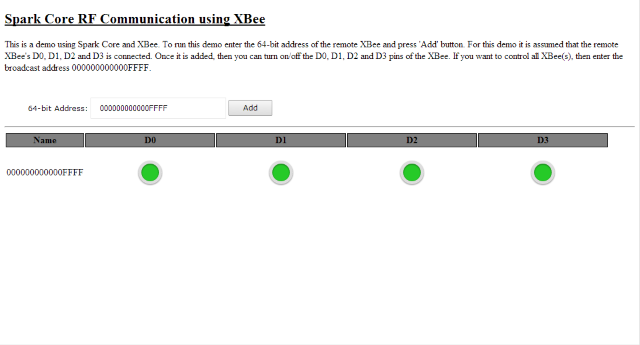 Spark Core RF Communication using XBee
This is a demo using Spark Core and XBee. To run this demo enter the 64-bit address of the remote XBee and press 'Add' button. For this demo it is assumed that the remote
XBee's D0, D1, D2 and D3 is connected. Once it is added, then you can turn on/off the D0, D1, D2 and D3 pins of the XBee. If you want to control all XBee(s), then enter the
broadcast address 000000000000FFFF.
64-bit Address: 000000000000FFFF Add
Name D0 D1 D2 D3
000000000000FFFF